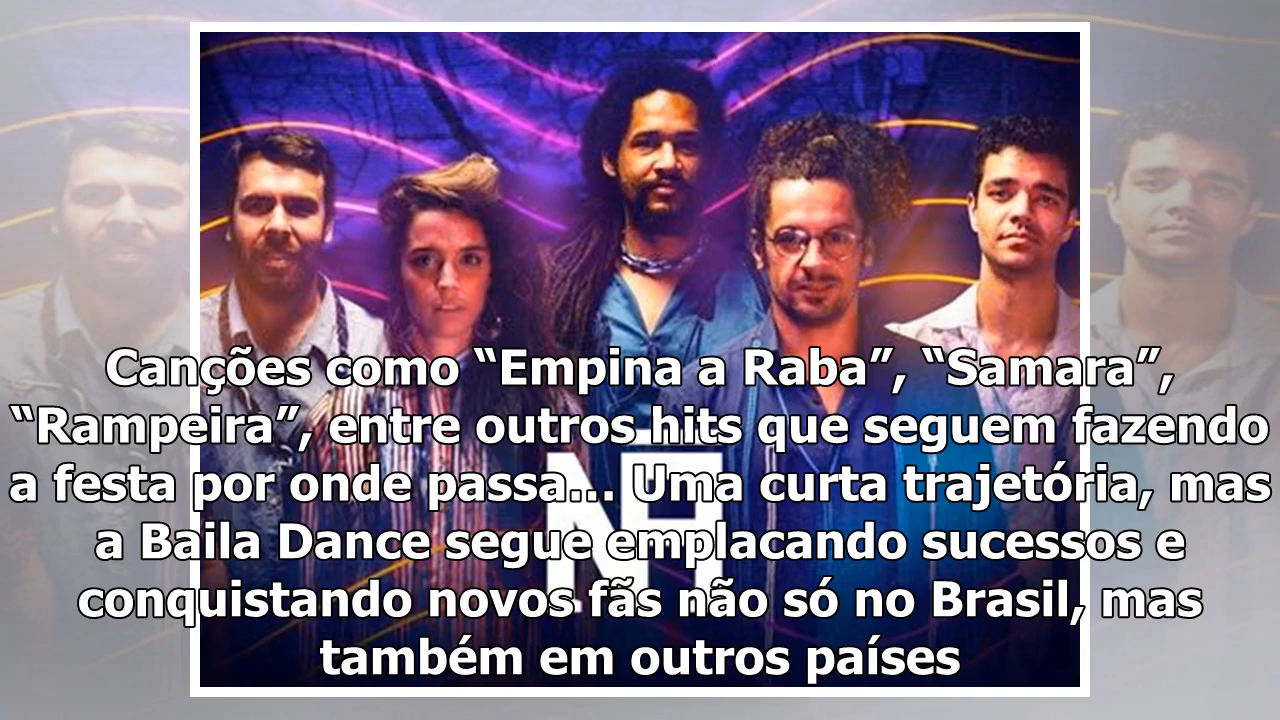 Canções como “Empina a Raba”, “Samara”,
“Rampeira”, entre outros hits que seguem fazendo
a festa por onde passa... Uma curta trajetória, mas
a Baila Dance segue emplacando sucessos e
conquistando novos fãs não só no Brasil, mas
também em outros países